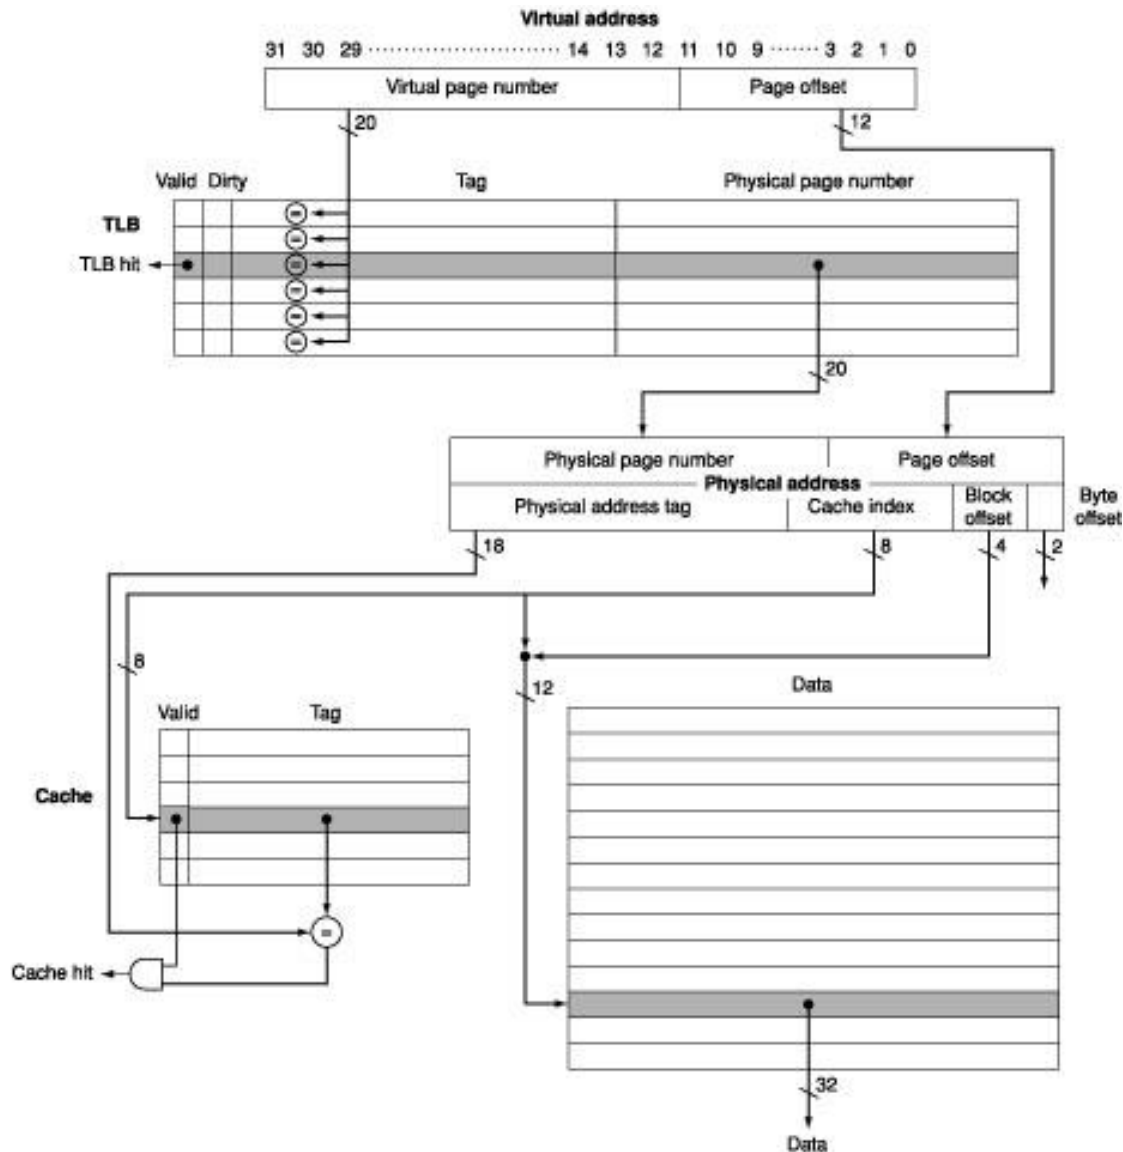 Virtual address
31 30 29 ........................... 14 13 12 11 10 9 ....... 3 2 1 0
Virtual page number Page offset
20 12
Valid Dirty Tag Physical page number
TLB
=
=
TLB hit =
=
=
=
20
Physical page number Page offset
Physical address
Physical address tag Cache index Block offset Byte offset
18 8 4 2
8
12 Data
Valid Tag
Cache
=
Cache hit
32
Data